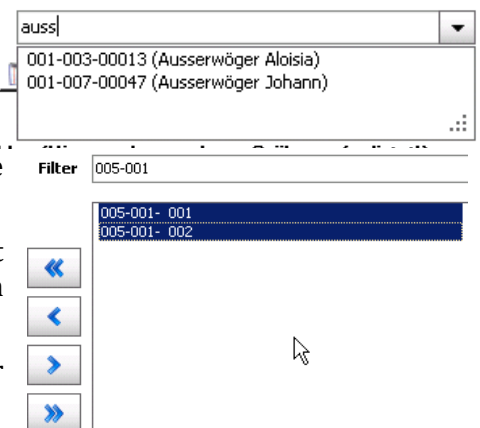 auss
001-003-00013 (Ausserwöger Aloisia)
001-007-00047 (Ausserwöger Johann)
Filter 005-001
005-001- 001
005-001- 002